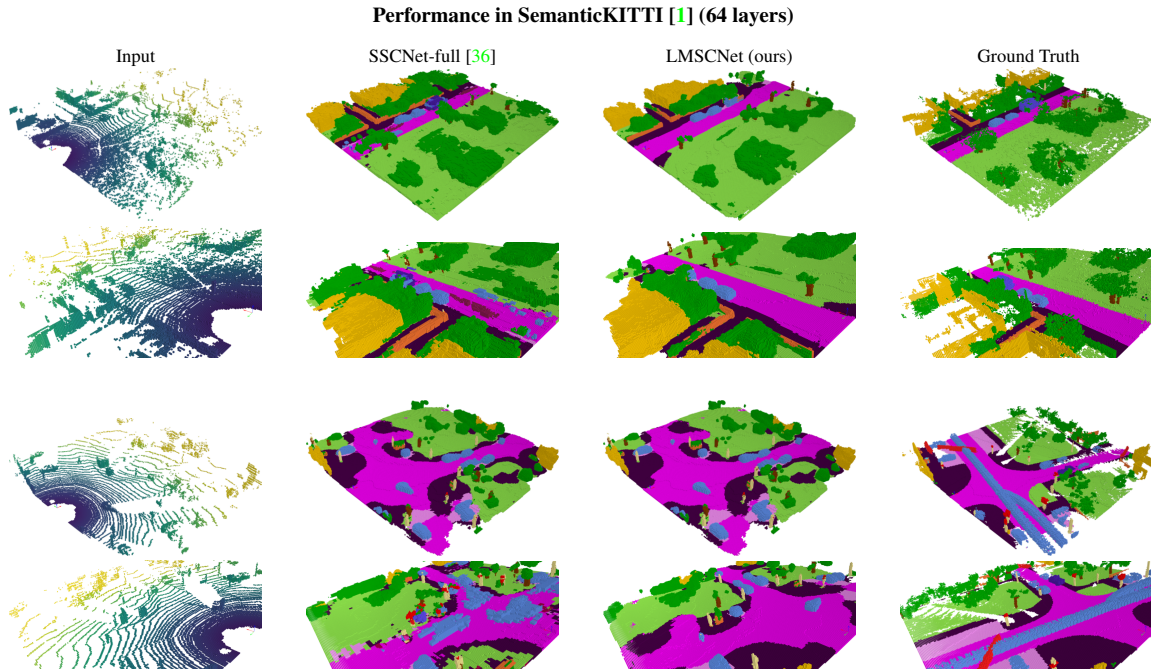 Performance in SemanticKITTI [1] (64 layers)
Input
SSCNet-full [36]
LMSCNet (ours)
Ground Truth